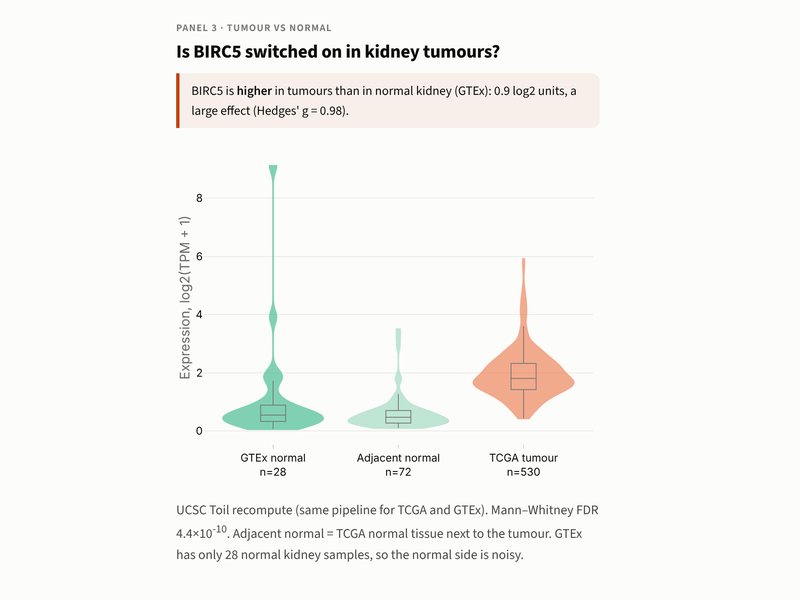 PANEL 3 · TUMOUR VS NORMAL
Is BIRC5 switched on in kidney tumours?
BIRC5 is higher in tumours than in normal kidney (GTEx): 0.9 log2 units, a
large effect (Hedges' g = 0.98).
Expression, log2(TPM + 1)
8
6
4
2
0
GTEx normal
n=28
Adjacent normal
n=72
TCGA tumour
n=530
UCSC Toil recompute (same pipeline for TCGA and GTEx). Mann–Whitney FDR
4.4×10⁻¹⁰. Adjacent normal = TCGA normal tissue next to the tumour. GTEx
has only 28 normal kidney samples, so the normal side is noisy.